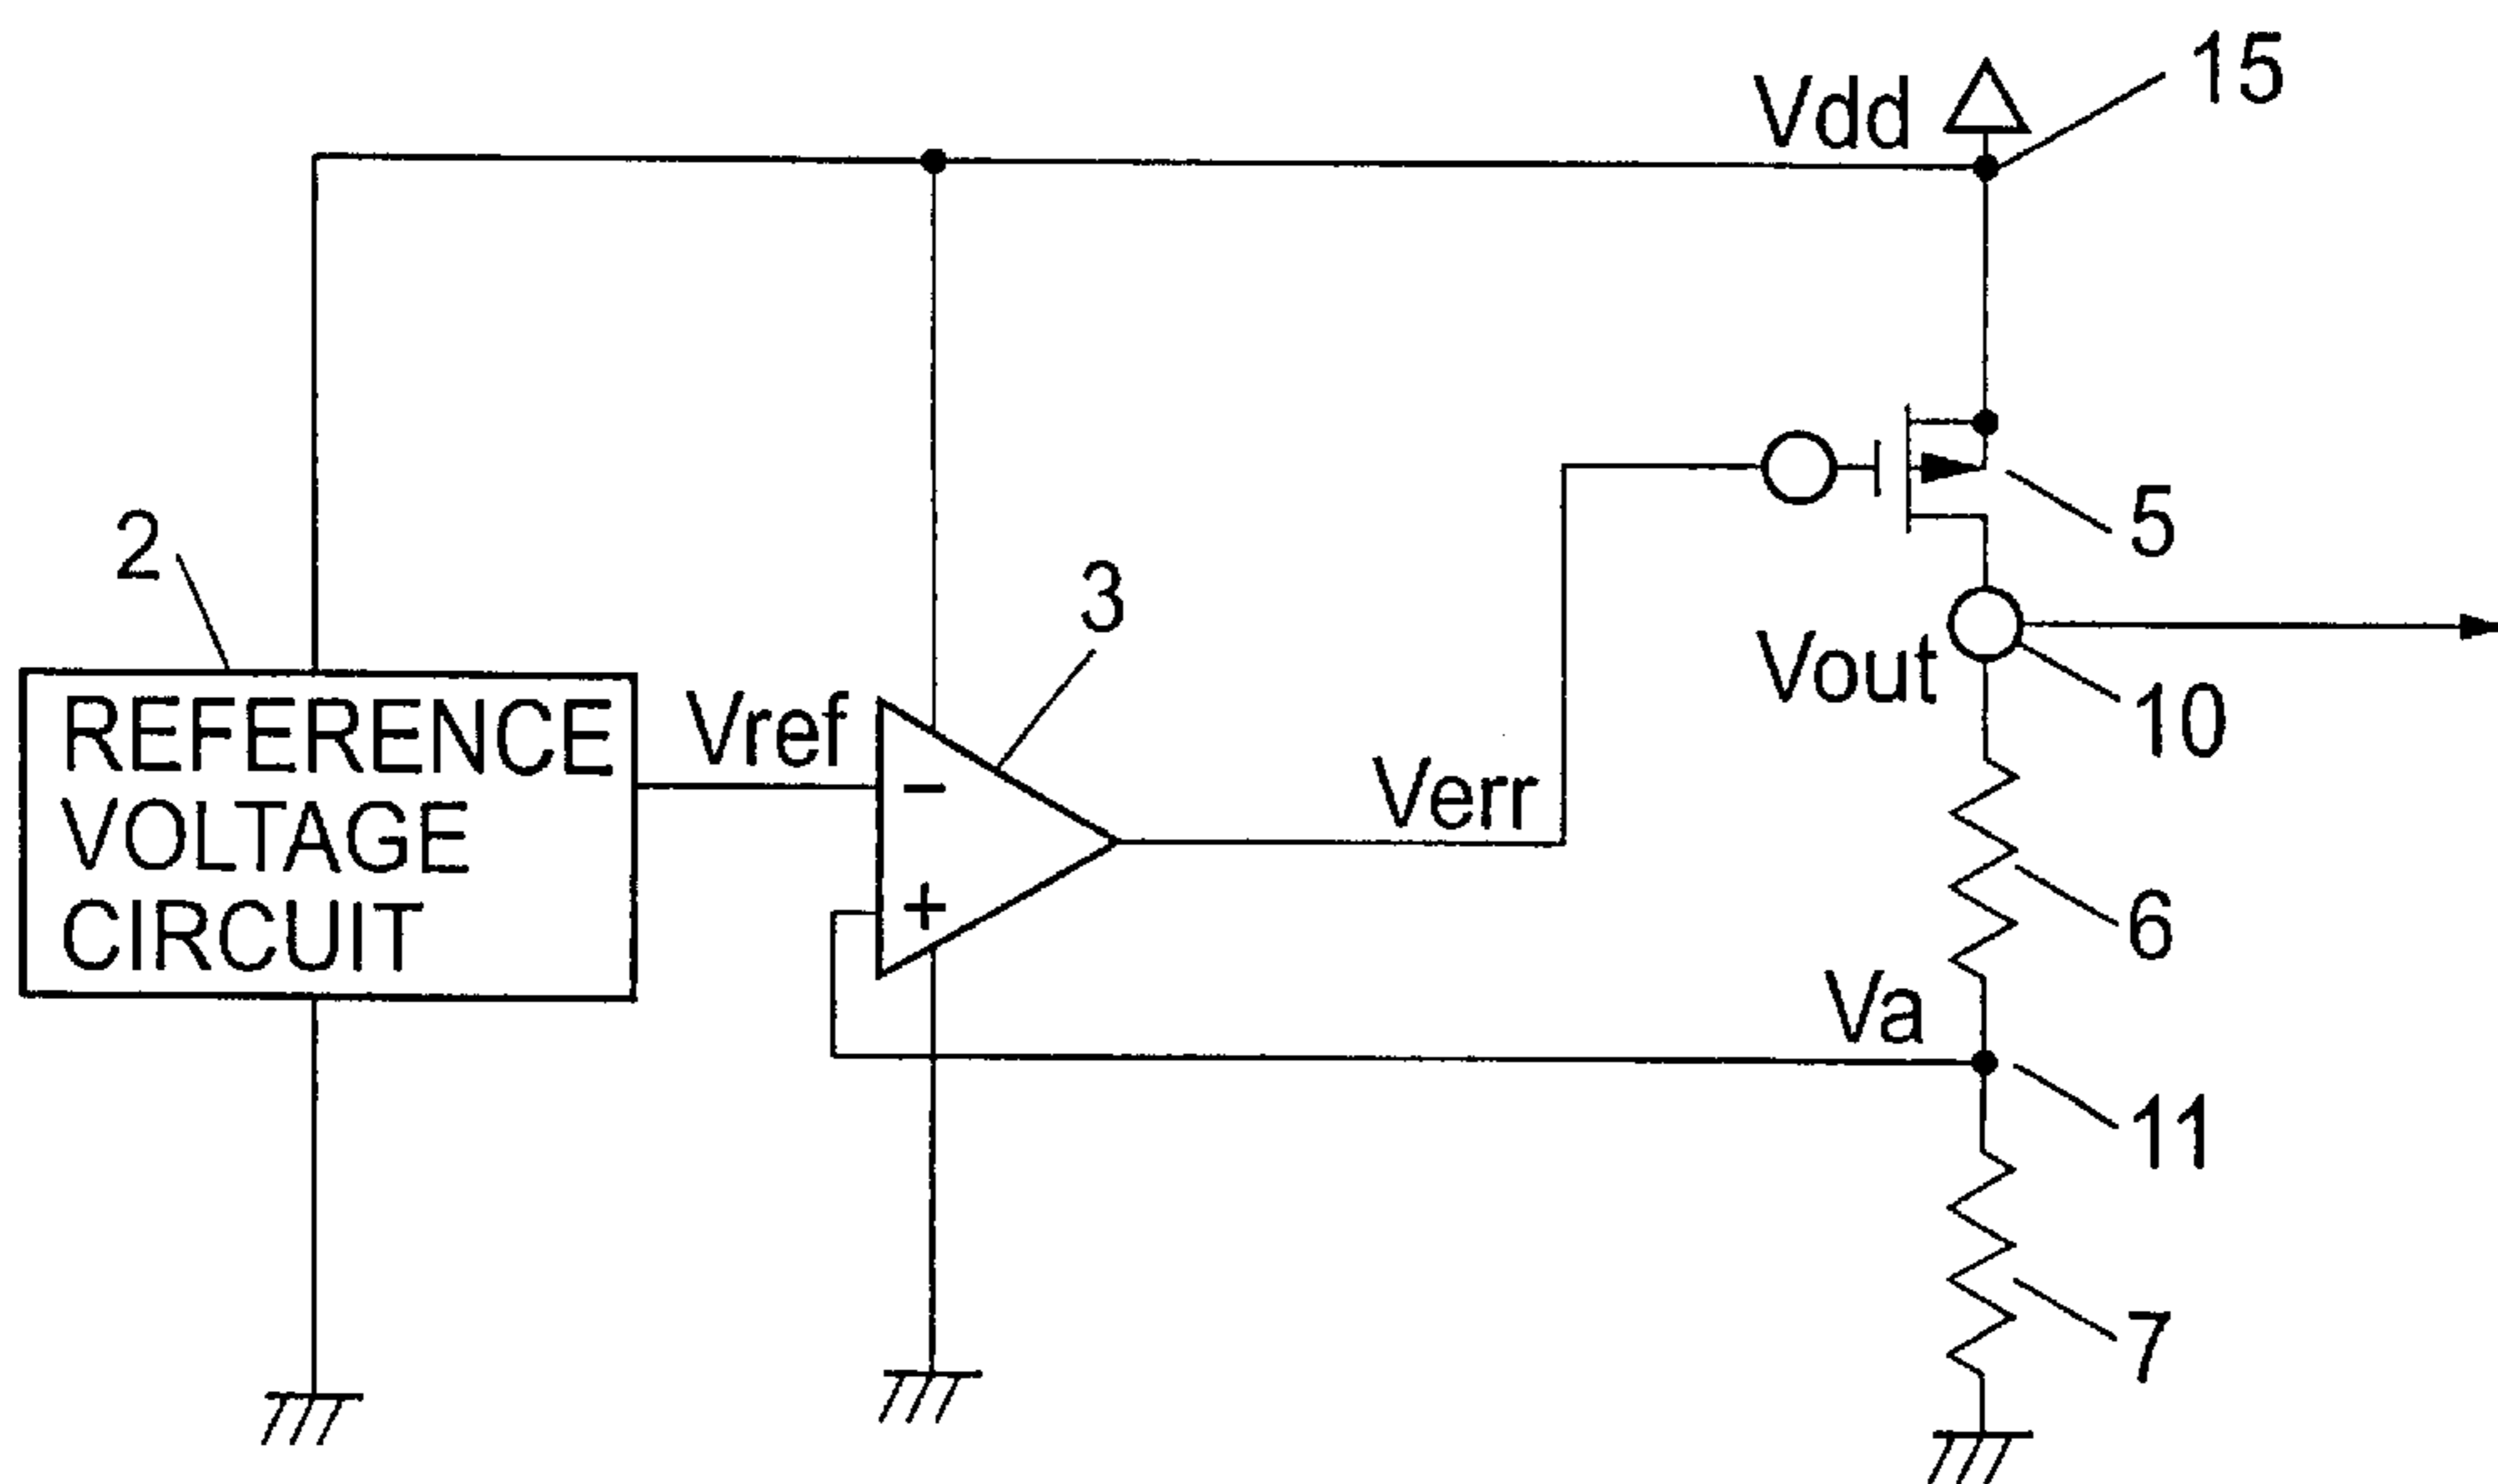 15
Vdd
5
2
3
Vout
10
REFERENCE
VOLTAGE
CIRCUIT
Vref
−
+
Verr
6
Va
11
7